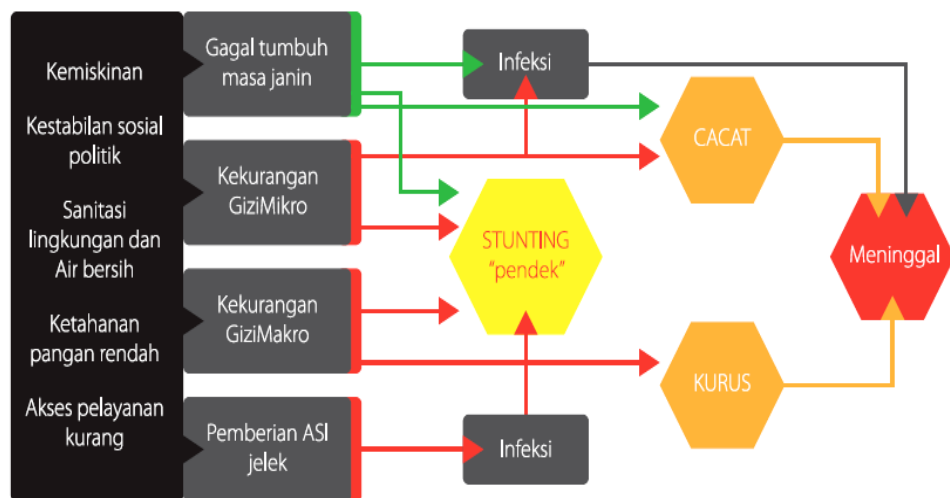 Kemiskinan
Kestabilan sosial
politik
Sanitasi
lingkungan dan
Air bersih
Ketahanan
pangan rendah
Akses pelayanan
kurang
Gagal tumbuh
masa janin
Kekurangan
GiziMikro
Kekurangan
GiziMakro
Pemberian ASI
jelek
Infeksi
STUNTING
"pendek"
Infeksi
CACAT
KURUS
Meninggal